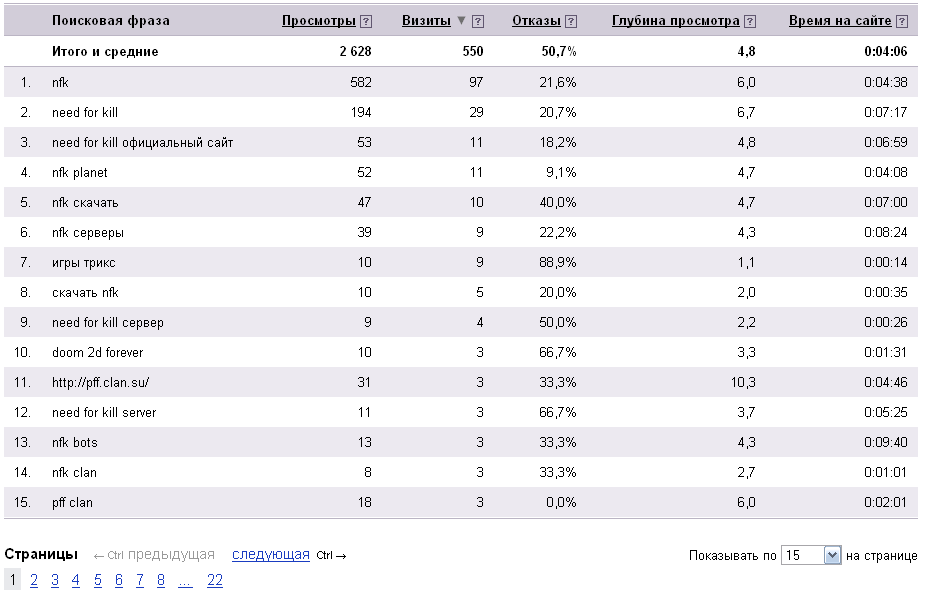 Поисковая фраза Просмотры ? Визиты ▼ ? Отказы ? Глубина просмотра ? Время на сайте ?
Итого и средние 2 628 550 50,7% 4,8 0:04:06
1. nfk 582 97 21,6% 6,0 0:04:38
2. need for kill 194 29 20,7% 6,7 0:07:17
3. need for kill официальный сайт 53 11 18,2% 4,8 0:06:59
4. nfk planet 52 11 9,1% 4,7 0:04:08
5. nfk скачать 47 10 40,0% 4,7 0:07:00
6. nfk серверы 39 9 22,2% 4,3 0:08:24
7. игры трикс 10 9 88,9% 1,1 0:00:14
8. скачать nfk 10 5 20,0% 2,0 0:00:35
9. need for kill сервер 9 4 50,0% 2,2 0:00:26
10. doom 2d forever 10 3 66,7% 3,3 0:01:31
11. http://pff.clan.su/ 31 3 33,3% 10,3 0:04:46
12. need for kill server 11 3 66,7% 3,7 0:05:25
13. nfk bots 13 3 33,3% 4,3 0:09:40
14. nfk clan 8 3 33,3% 2,7 0:01:01
15. pff clan 18 3 0,0% 6,0 0:02:01
Страницы ← Ctrl предыдущая следующая Ctrl → Показывать по 15 на странице
1 2 3 4 5 6 7 8 ... 22